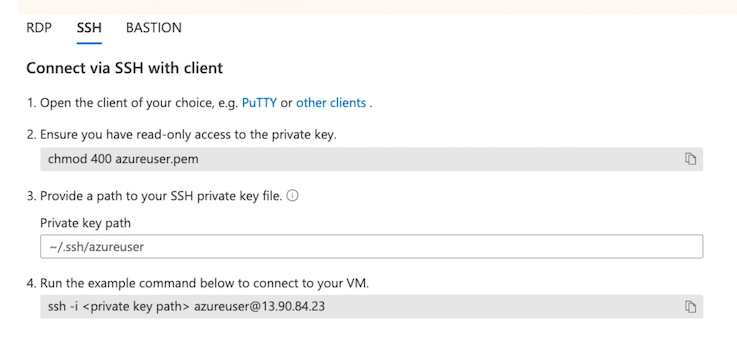 RDP SSH BASTION
Connect via SSH with client
1. Open the client of your choice, e.g. PuTTY or other clients .
2. Ensure you have read-only access to the private key.
chmod 400 azureuser.pem
3. Provide a path to your SSH private key file.
Private key path
~/.ssh/azureuser
4. Run the example command below to connect to your VM.
ssh -i <private key path> azureuser@13.90.84.23